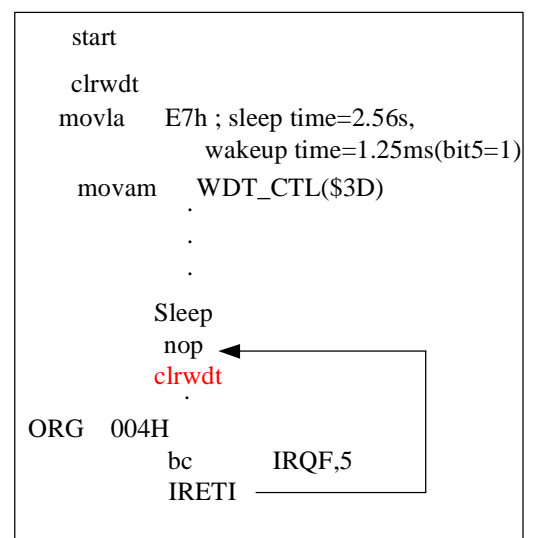 start
clrwdt
movla E7h ; sleep time=2.56s,
wakeup time=1.25ms(bit5=1)
movam WDT_CTL($3D)
.
.
.
Sleep
nop
clrwdt
.
ORG 004H
bc IRQF,5
IRETI